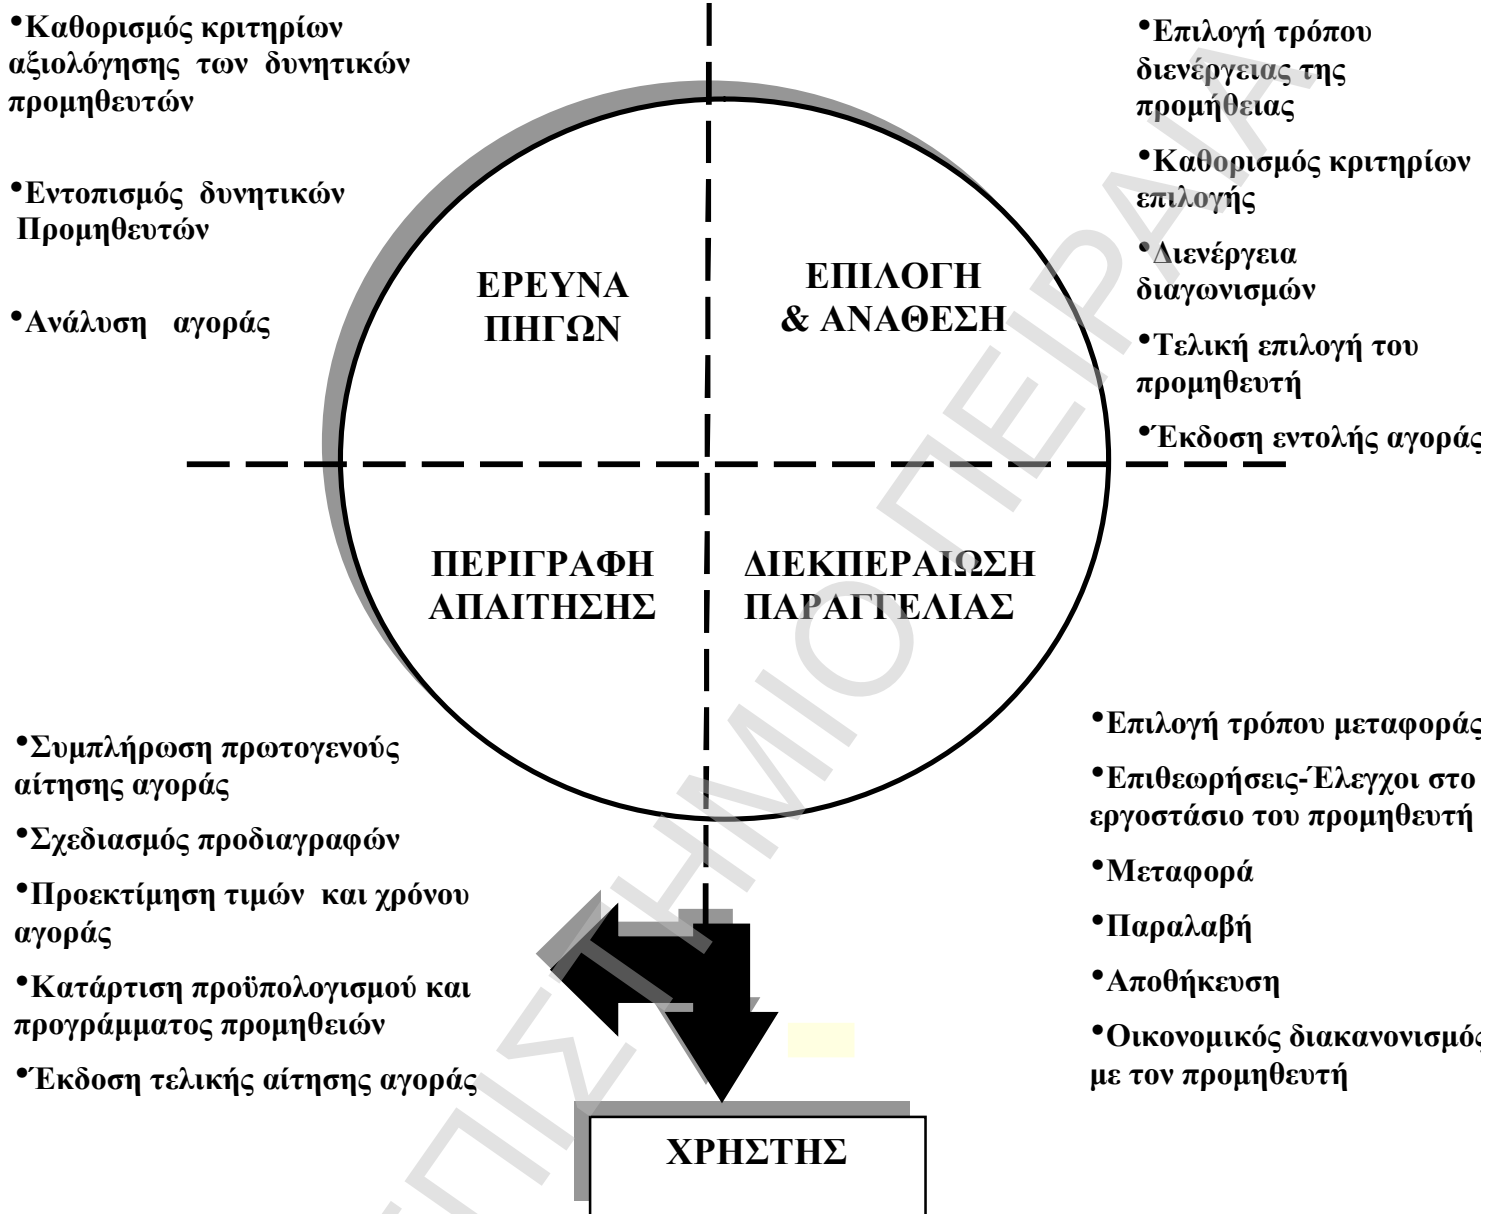 •Καθορισμός κριτηρίων
αξιολόγησης των δυνητικών
προμηθευτών
•Εντοπισμός δυνητικών
Προμηθευτών
•Ανάλυση αγοράς
•Επιλογή τρόπου
διενέργειας της
προμήθειας
•Καθορισμός κριτηρίων
επιλογής
•Διενέργεια
διαγωνισμών
•Τελική επιλογή του
προμηθευτή
•Έκδοση εντολής αγοράς
ΕΡΕΥΝΑ
ΠΗΓΩΝ
ΕΠΙΛΟΓΗ
& ΑΝΑΘΕΣΗ
ΠΕΡΙΓΡΑΦΗ
ΑΠΑΙΤΗΣΗΣ
ΔΙΕΚΠΕΡΑΙΩΣΗ
ΠΑΡΑΓΓΕΛΙΑΣ
•Συμπλήρωση πρωτογενούς
αίτησης αγοράς
•Σχεδιασμός προδιαγραφών
•Προεκτίμηση τιμών και χρόνου
αγοράς
•Κατάρτιση προϋπολογισμού και
προγράμματος προμηθειών
•Έκδοση τελικής αίτησης αγοράς
•Επιλογή τρόπου μεταφοράς
•Επιθεωρήσεις-Έλεγχοι στο
εργοστάσιο του προμηθευτή
•Μεταφορά
•Παραλαβή
•Αποθήκευση
•Οικονομικός διακανονισμός
με τον προμηθευτή
ΧΡΗΣΤΗΣ
ΠΙΣΤΗΜΙΟ ΠΕΙΡΑΙΑ